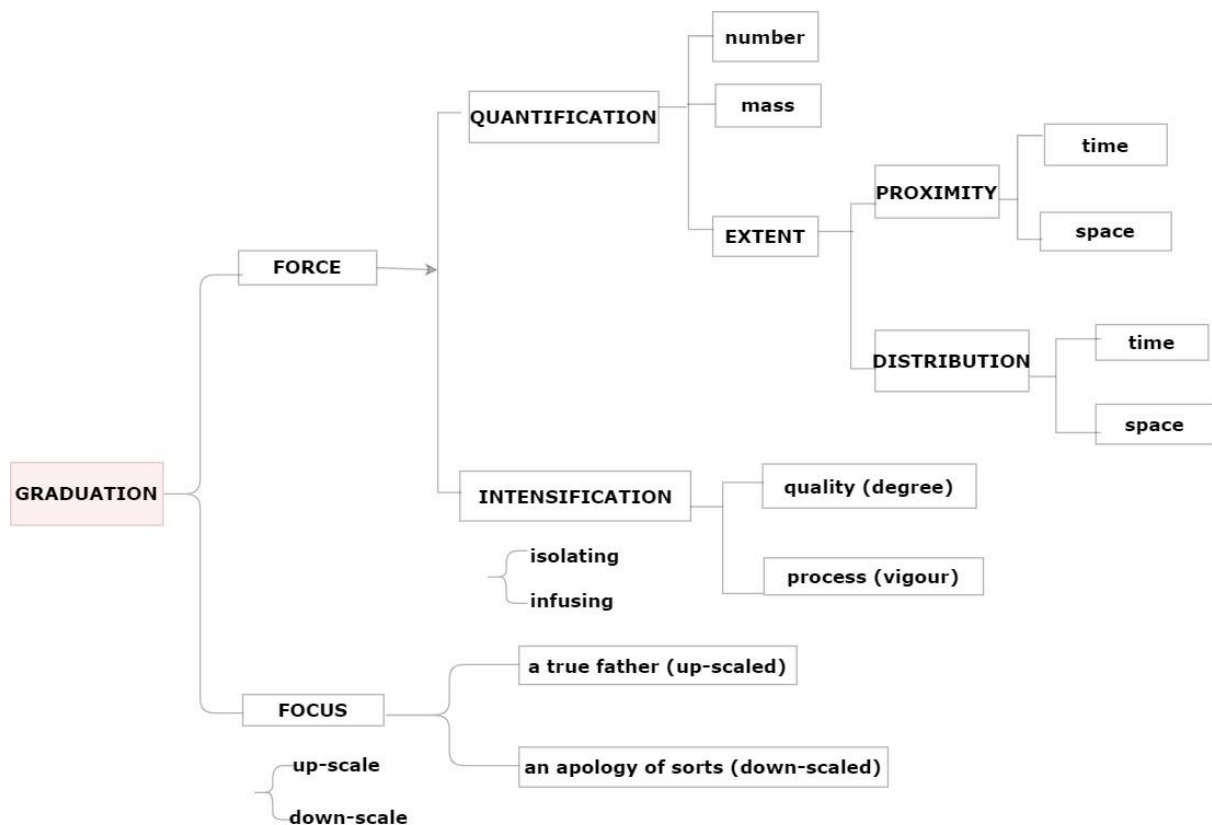 number
QUANTIFICATION
mass
time
PROXIMITY
space
EXTENT
FORCE
time
DISTRIBUTION
space
GRADUATION
INTENSIFICATION
quality (degree)
isolating
process (vigour)
infusing
a true father (up-scaled)
FOCUS
an apology of sorts (down-scaled)
up-scale
down-scale